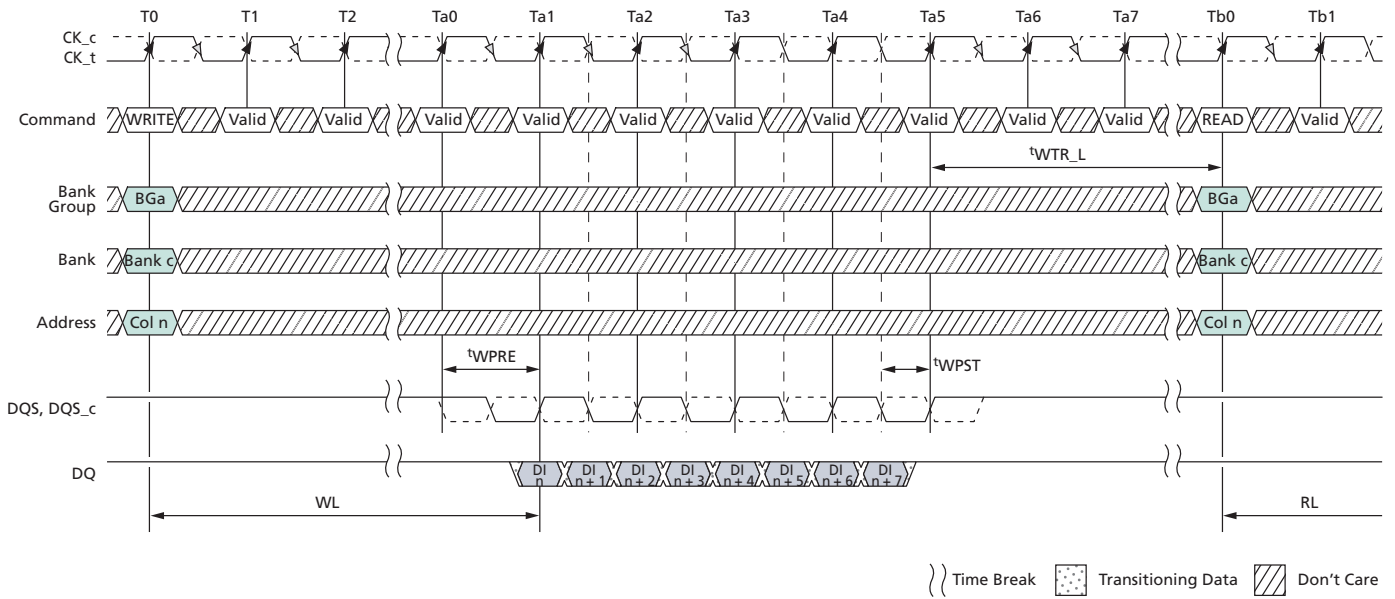 T0 T1 T2 Ta0 Ta1 Ta2 Ta3 Ta4 Ta5 Ta6 Ta7 Tb0 Tb1
CK_c
CK_t
Command WRITE Valid Valid Valid Valid Valid Valid Valid Valid Valid Valid READ Valid
tWTR_L
Bank Group BGa BGa
Bank Bank c Bank c
Address Col n Col n
tWPRE tWPST
DQS, DQS_c
DQ DI n DI n + 1 DI n + 2 DI n + 3 DI n + 4 DI n + 5 DI n + 6 DI n + 7
WL RL
Time Break Transitioning Data Don't Care